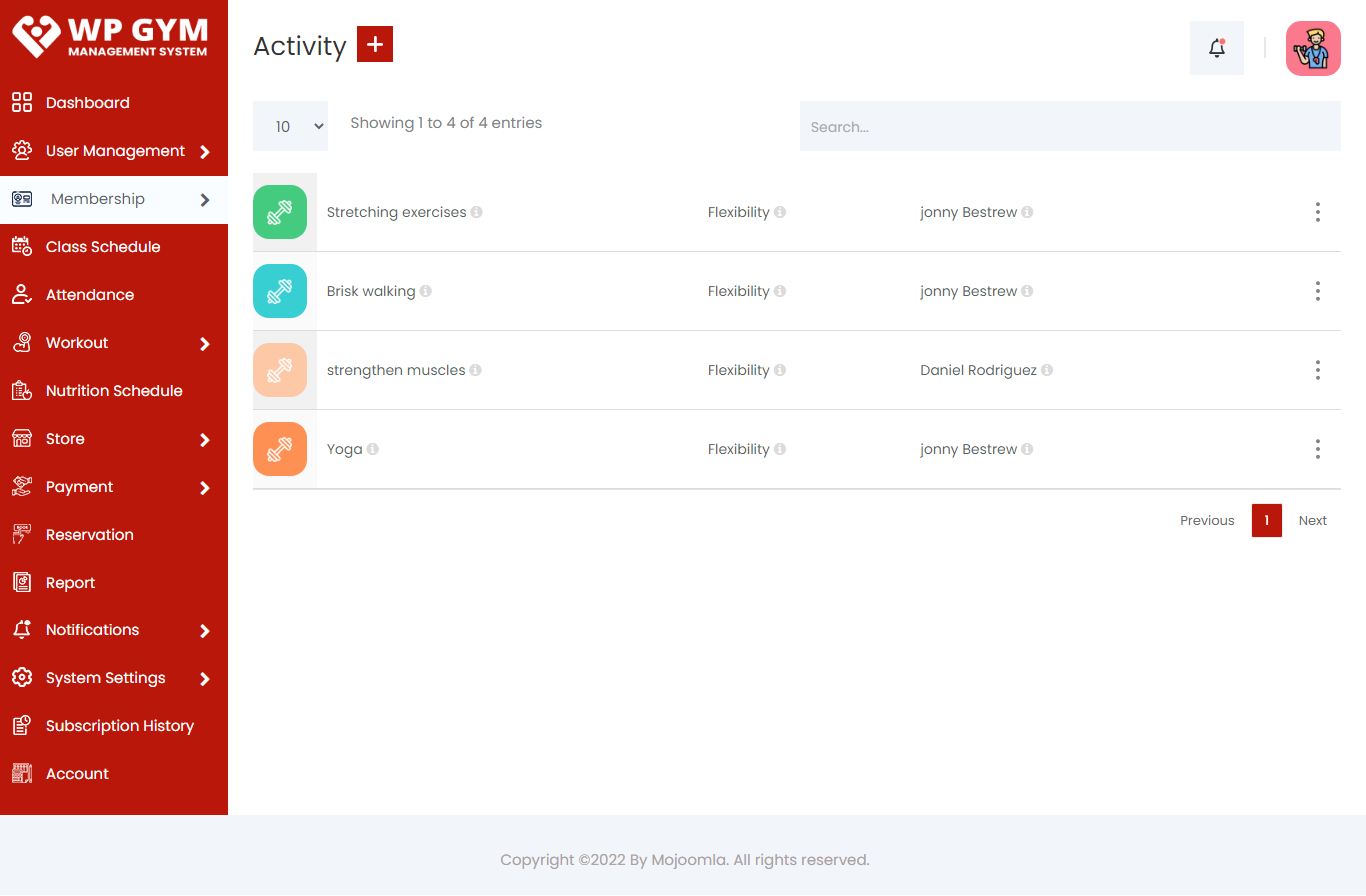 WP GYM
MANAGEMENT SYSTEM
Dashboard
User Management
Membership
Class Schedule
Attendance
Workout
Nutrition Schedule
Store
Payment
Reservation
Report
Notifications
System Settings
Subscription History
Account
Activity +
10 Showing 1 to 4 of 4 entries Search...
Stretching exercises Flexibility jonny Bestrew
Brisk walking Flexibility jonny Bestrew
strengthen muscles Flexibility Daniel Rodriguez
Yoga Flexibility jonny Bestrew
Previous 1 Next
Copyright ©2022 By Mojoomla. All rights reserved.